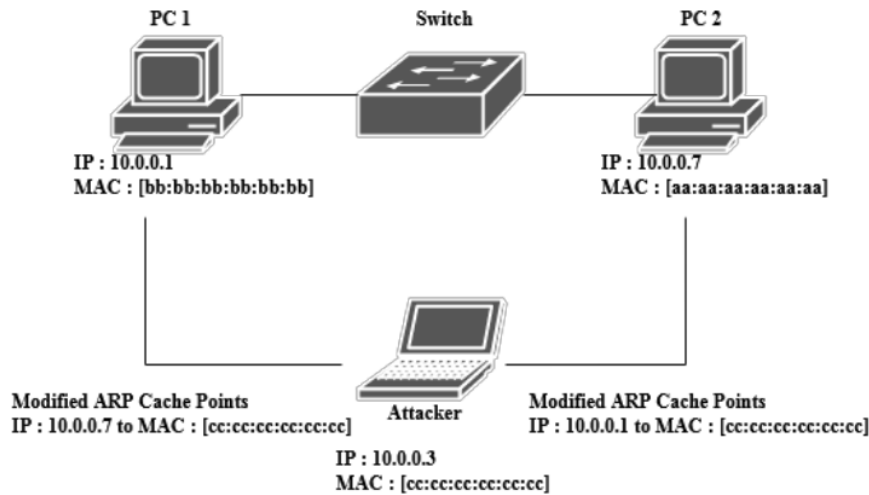 PC 1
Switch
PC 2
IP : 10.0.0.1
MAC : [bb:bb:bb:bb:bb:bb]
IP : 10.0.0.7
MAC : [aa:aa:aa:aa:aa:aa]
Modified ARP Cache Points
IP : 10.0.0.7 to MAC : [cc:cc:cc:cc:cc:cc]
Attacker
Modified ARP Cache Points
IP : 10.0.0.1 to MAC : [cc:cc:cc:cc:cc:cc]
IP : 10.0.0.3
MAC : [cc:cc:cc:cc:cc:cc]